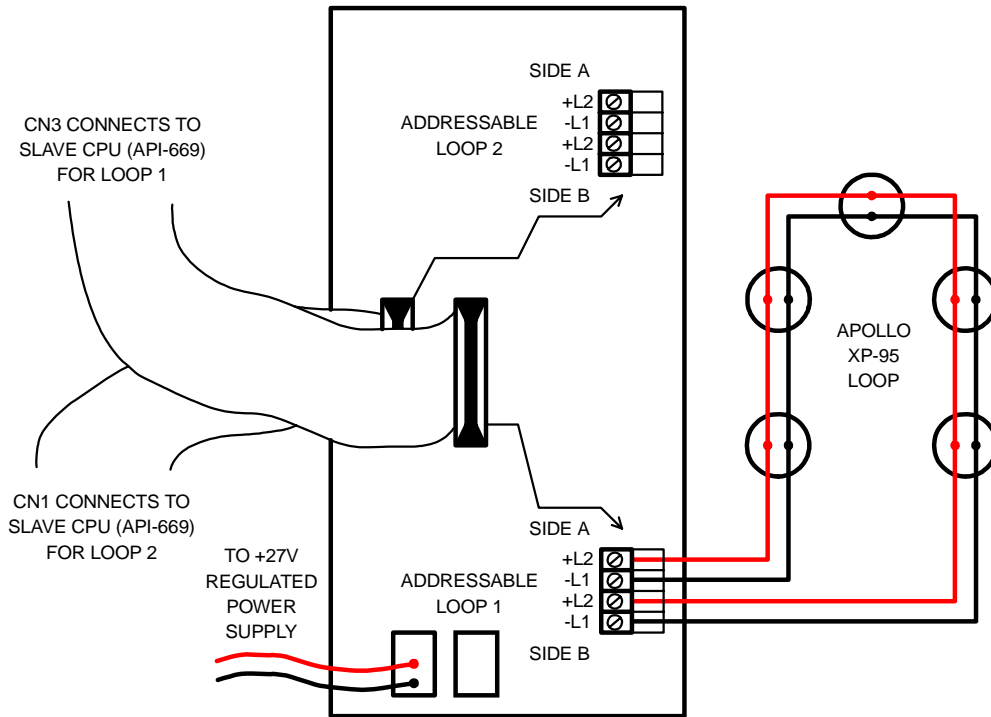 SIDE A
+L2
-L1
+L2
-L1
SIDE B
ADDRESSABLE
LOOP 2
CN3 CONNECTS TO
SLAVE CPU (API-669)
FOR LOOP 1
APOLLO
XP-95
LOOP
CN1 CONNECTS TO
SLAVE CPU (API-669)
FOR LOOP 2
TO +27V
REGULATED
POWER
SUPPLY
ADDRESSABLE
LOOP 1
SIDE A
+L2
-L1
+L2
-L1
SIDE B